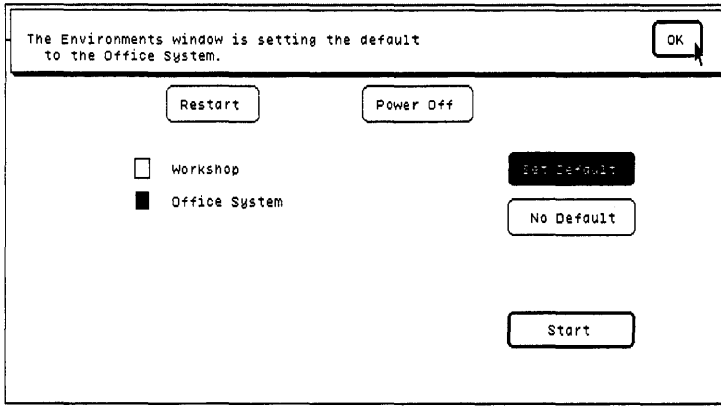 The Environments window is setting the default
to the Office System.
OK
Restart
Power Off
Workshop
Set Default
Office System
No Default
Start